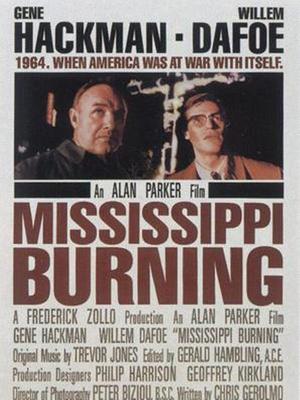 GENE WILLEM
HACKMAN · DAFOE
1964. WHEN AMERICA WAS AT WAR WITH ITSELF.
An ALAN PARKER Film
MISSISSIPPI
BURNING
A FREDERICK ZOLLO Production An ALAN PARKER Film
GENE HACKMAN WILLEM DAFOE "MISSISSIPPI BURNING"
Original Music by TREVOR JONES Edited by GERALD HAMBLING, A.C.E.
Production Designers PHILIP HARRISON GEOFFREY KIRKLAND
Director of Photography PETER BIZIOU, B.S.C. Written by CHRIS GEROLMO